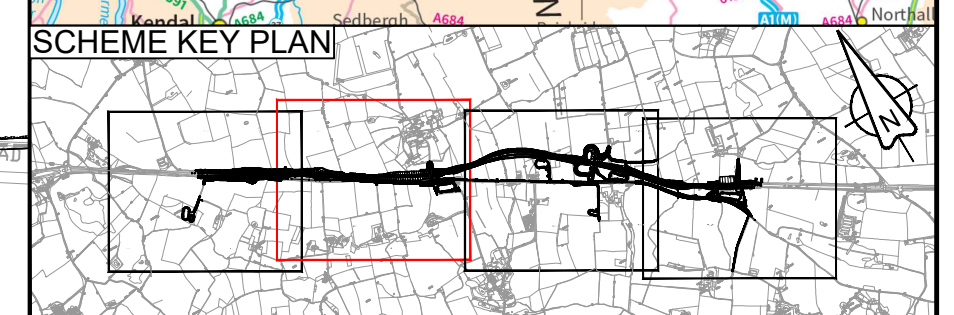 Kendal A684 Sedbergh A684 A1(M) A684 Northall
SCHEME KEY PLAN
N
N